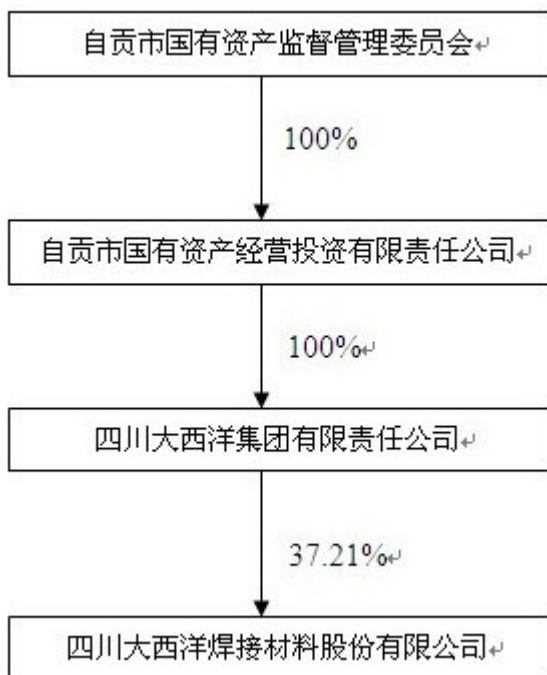 自贡市国有资产监督管理委员会↵
100%
自贡市国有资产经营投资有限责任公司↵
100%↵
四川大西洋集团有限责任公司↵
37.21%↵
四川大西洋焊接材料股份有限公司↵